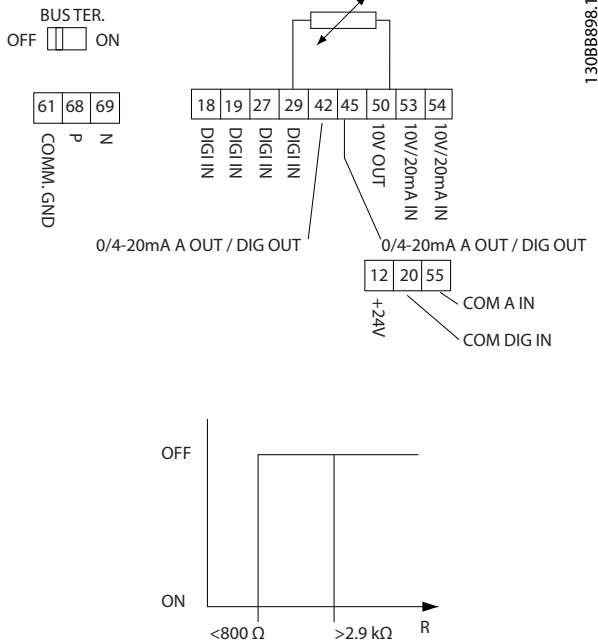 BUS TER.
OFF ON
130BB898.1
61 68 69
COMM. GND
P
N
18 19 27 29 42 45 50 53 54
DIGI IN
DIGI IN
DIGI IN
DIGI IN
10V OUT
10V/20mA IN
10V/20mA IN
0/4-20mA A OUT / DIG OUT
0/4-20mA A OUT / DIG OUT
12 20 55
+24V
COM A IN
COM DIG IN
OFF
ON
<800 Ω
>2.9 kΩ
R